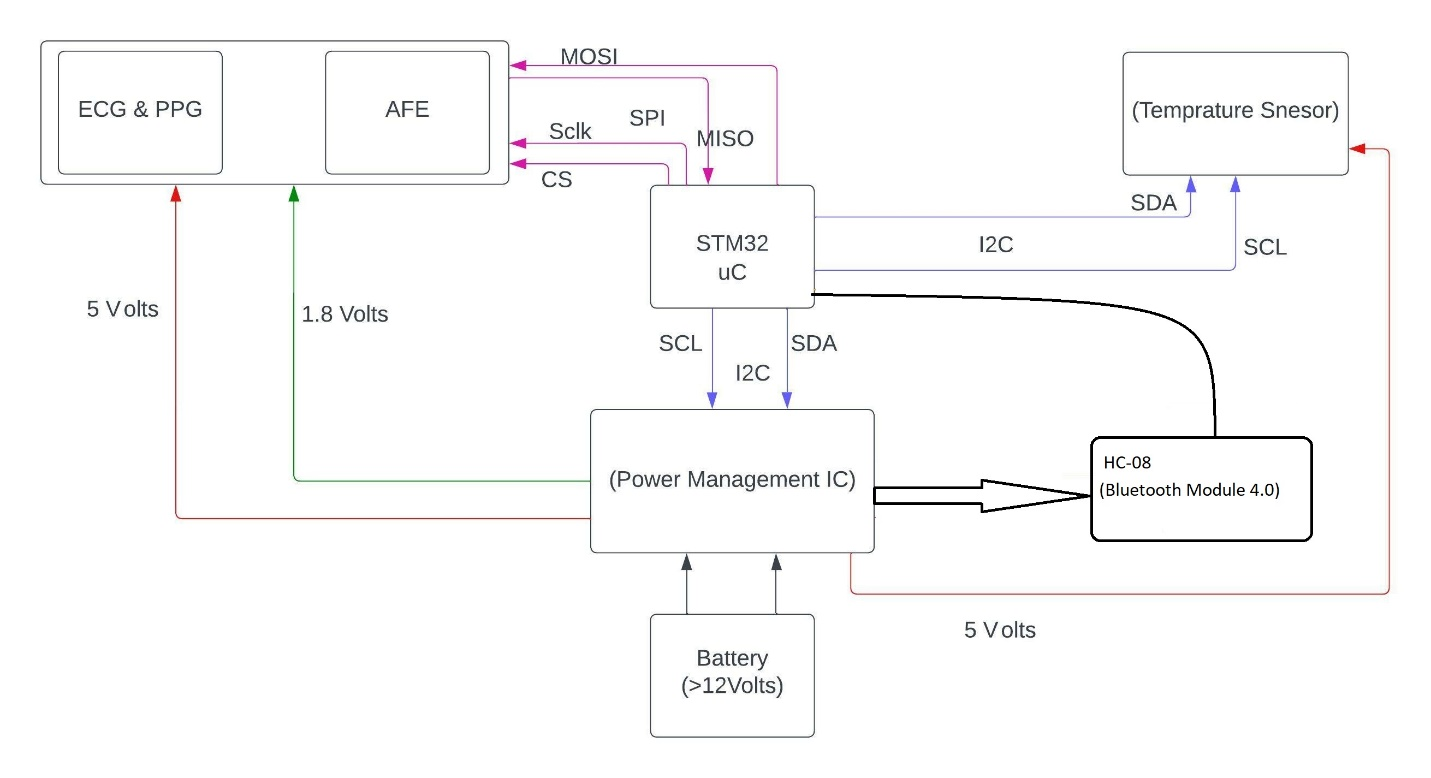 MOSI
ECG & PPG
AFE
SPI
Sclk
MISO
CS
(Temprature Snesor)
SDA
STM32
uC
I2C
SCL
5 Volts
1.8 Volts
SCL
SDA
I2C
(Power Management IC)
HC-08
(Bluetooth Module 4.0)
5 Volts
Battery
(>12Volts)